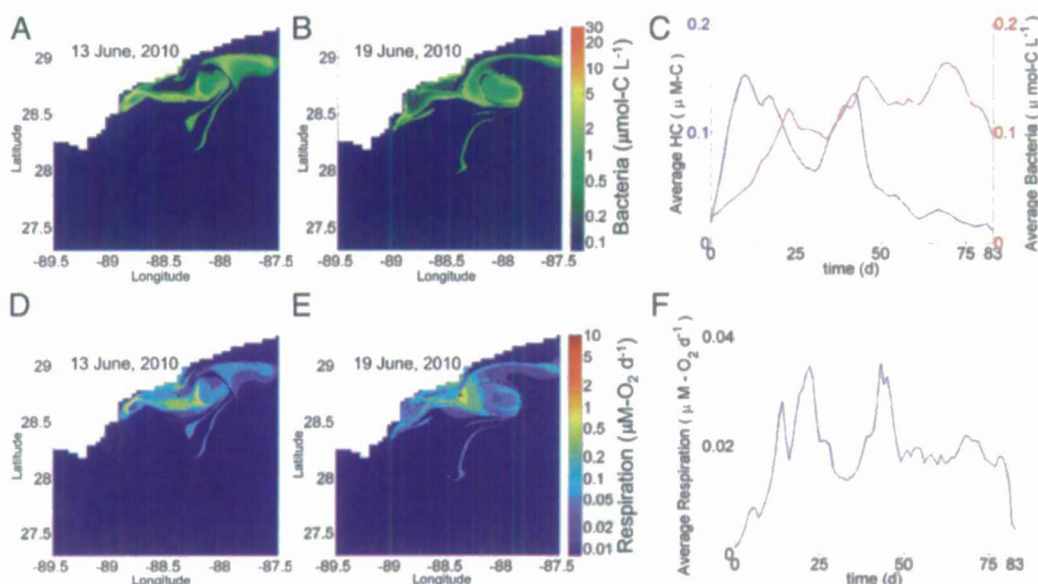 A
13 June, 2010
29
28.5
28
27.5
Latitude
-89.5 -89 -88.5 -88 -87.5
Longitude
B
19 June, 2010
29
28.5
28
27.5
Latitude
-89.5 -89 -88.5 -88 -87.5
Longitude
30
20
10
5
2
1
0.5
0.2
0.1
Bacteria (μmol-C L-1)
C
0.2
0.1
0
Average HC ( μ M-C )
0.2
0.1
0
Average Bacteria ( μ mol-C L-1)
0 25 50 75 83
time (d)
D
13 June, 2010
29
28.5
28
27.5
Latitude
-89.5 -89 -88.5 -88 -87.5
Longitude
E
19 June, 2010
29
28.5
28
27.5
Latitude
-89.5 -89 -88.5 -88 -87.5
Longitude
10
5
2
1
0.5
0.2
0.1
0.05
0.02
0.01
Respiration (μM-O2 d-1)
F
0.04
0.02
0
Average Respiration ( μ M - O2 d-1)
0 25 50 75 83
time (d)